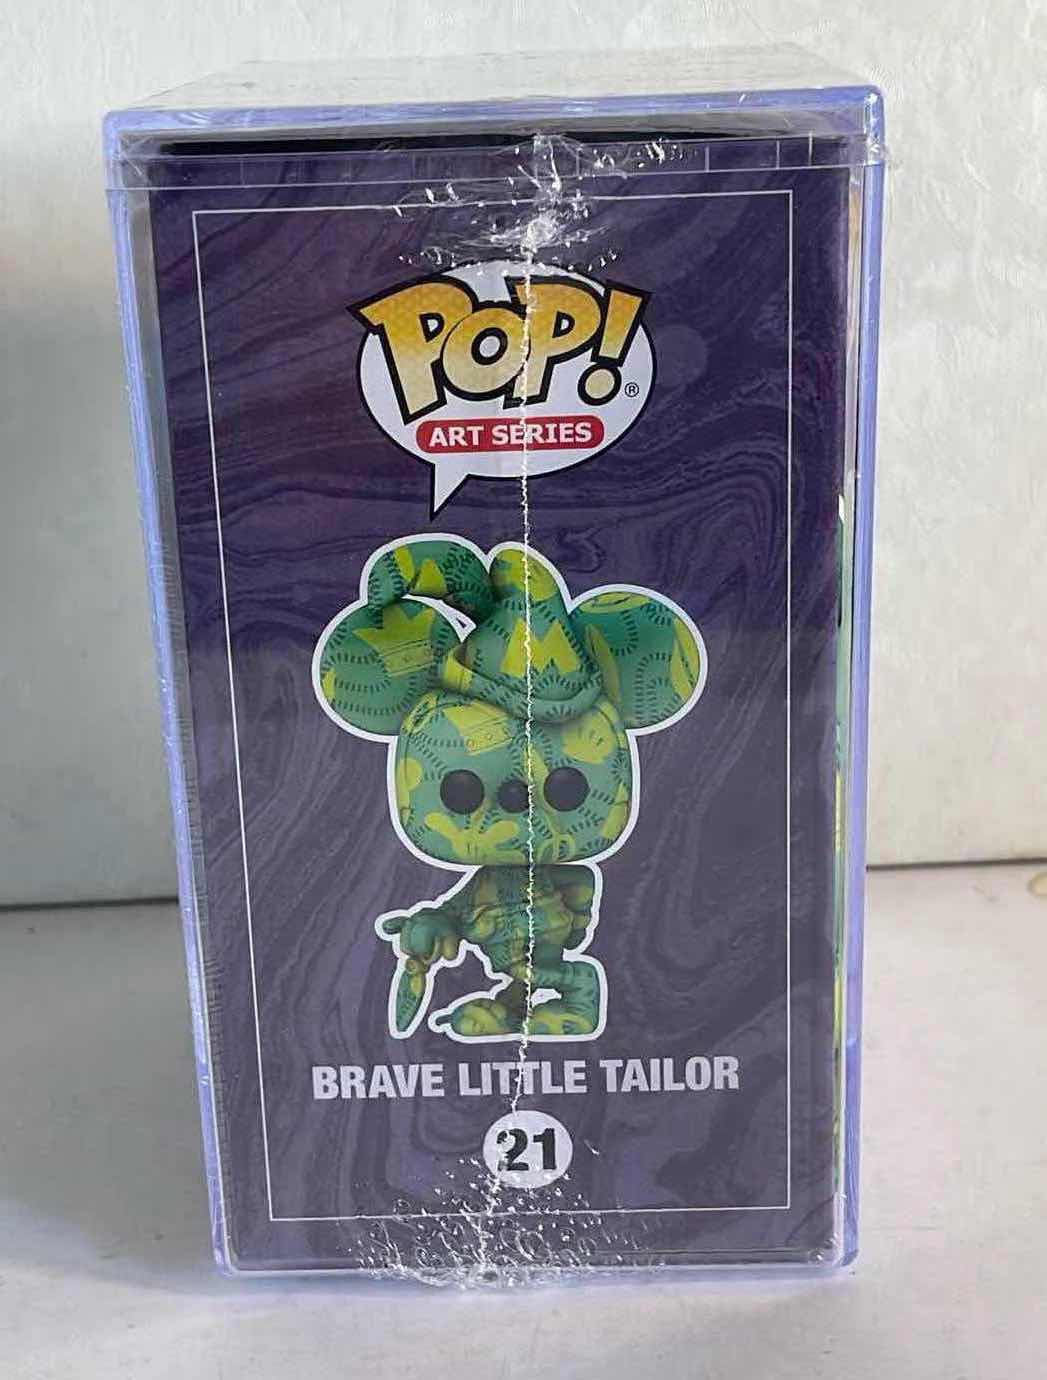 POP!®
ART SERIES
M
BRAVE LITTLE TAILOR
21